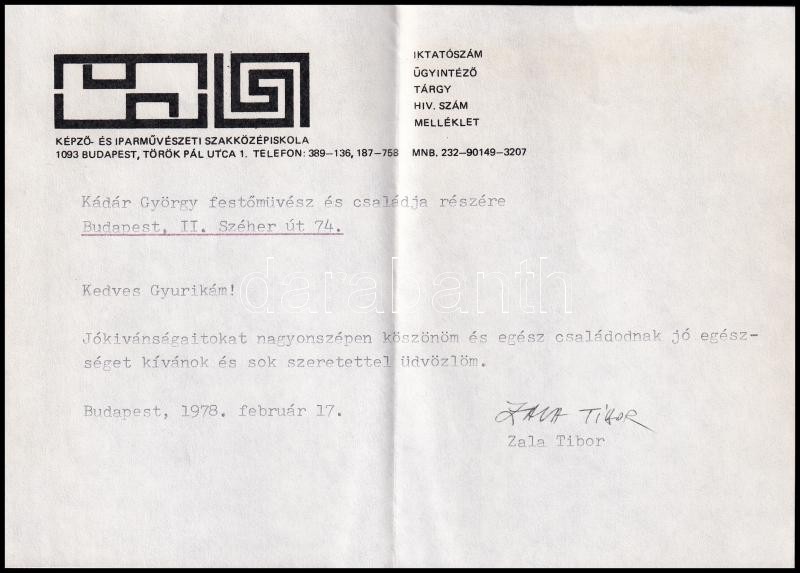 IKTATÓSZÁM
ÜGYINTÉZŐ
TÁRGY
HIV. SZÁM
MELLÉKLET
KÉPZŐ- ÉS IPARMŰVÉSZETI SZAKKÖZÉPISKOLA
1093 BUDAPEST, TÖRÖK PÁL UTCA 1. TELEFON: 389–136, 187–758 MNB. 232–90149–3207
Kádár György festőmüvész és családja részére
Budapest, II. Széher út 74.
Kedves Gyurikám!
darabanth
Jókivánságaitokat nagyonszépen köszönöm és egész családodnak jó egész-
séget kívánok és sok szeretettel üdvözlöm.
Budapest, 1978. február 17.
ZALA TIBOR
Zala Tibor